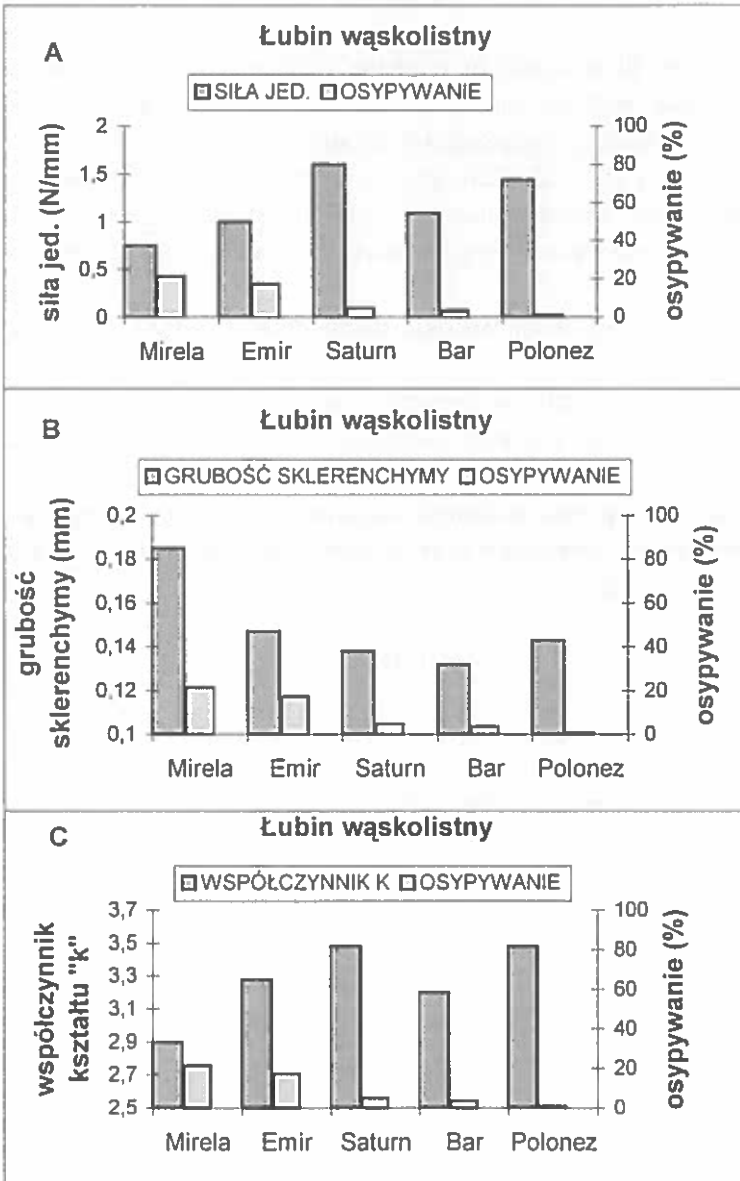 A
Łubin wąskolistny
SIŁA JED. OSYPYWANIE
siła jed. (N/mm)
2
1,5
1
0,5
0
100
80
60
40
20
0
osypywanie (%)
Mirela Emir Saturn Bar Polonez
B
Łubin wąskolistny
GRUBOŚĆ SKLERENCHYMY OSYPYWANIE
grubość
sklerenchymy (mm)
0,2
0,18
0,16
0,14
0,12
0,1
100
80
60
40
20
0
osypywanie (%)
Mirela Emir Saturn Bar Polonez
C
Łubin wąskolistny
WSPÓŁCZYNNIK K OSYPYWANIE
współczynnik
kształtu "k"
3,7
3,5
3,3
3,1
2,9
2,7
2,5
100
80
60
40
20
0
osypywanie (%)
Mirela Emir Saturn Bar Polonez